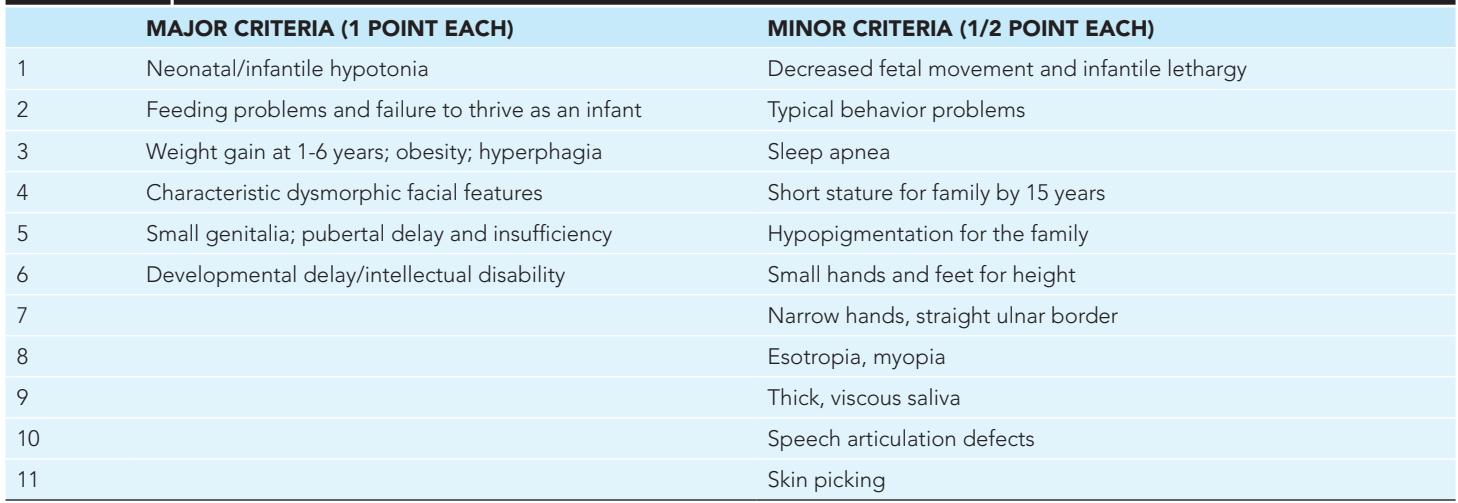 MAJOR CRITERIA (1 POINT EACH) MINOR CRITERIA (1/2 POINT EACH)
1 Neonatal/infantile hypotonia Decreased fetal movement and infantile lethargy
2 Feeding problems and failure to thrive as an infant Typical behavior problems
3 Weight gain at 1-6 years; obesity; hyperphagia Sleep apnea
4 Characteristic dysmorphic facial features Short stature for family by 15 years
5 Small genitalia; pubertal delay and insufficiency Hypopigmentation for the family
6 Developmental delay/intellectual disability Small hands and feet for height
7 Narrow hands, straight ulnar border
8 Esotropia, myopia
9 Thick, viscous saliva
10 Speech articulation defects
11 Skin picking